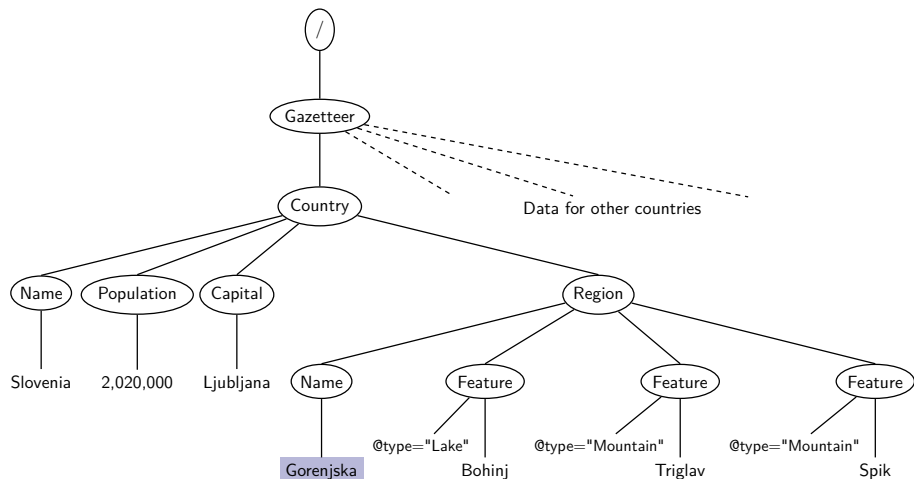 /
Gazetteer
Country
Data for other countries
Name
Population
Capital
Region
Slovenia
2,020,000
Ljubljana
Name
Feature
Feature
Feature
@type="Lake"
@type="Mountain"
@type="Mountain"
Gorenjska
Bohinj
Triglav
Spik